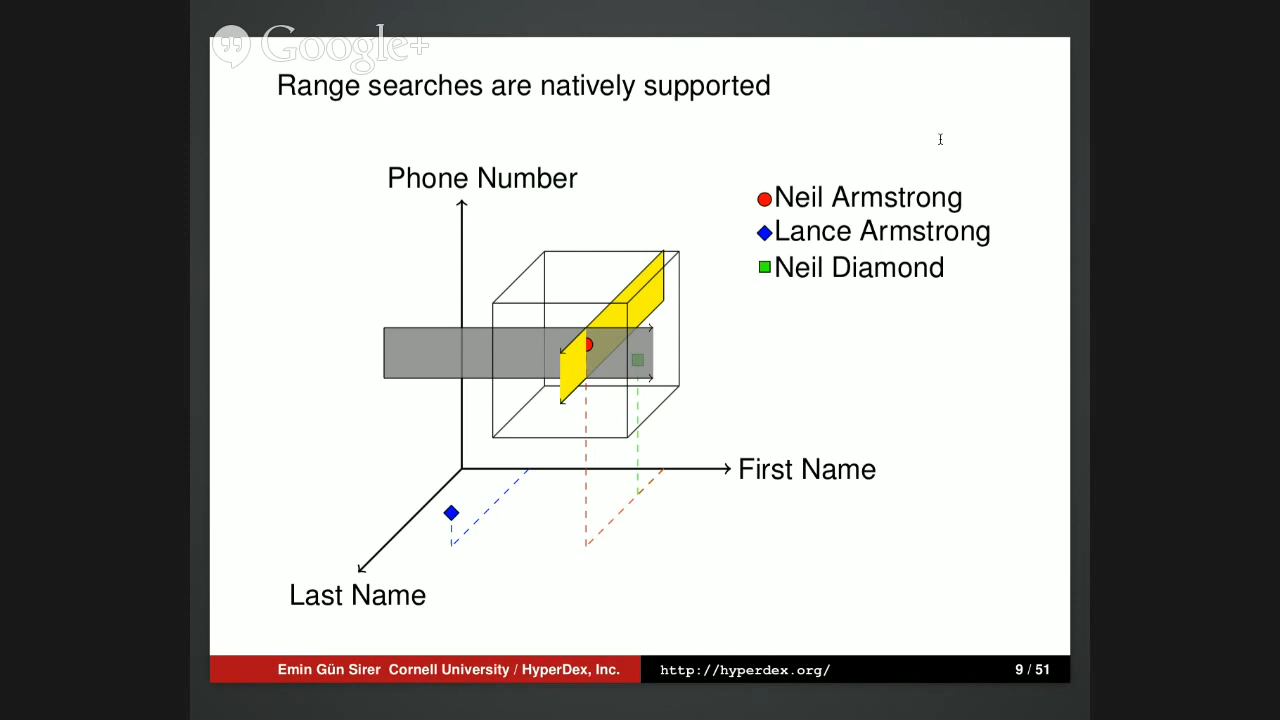 Google+
Range searches are natively supported
Phone Number
Neil Armstrong
Lance Armstrong
Neil Diamond
First Name
Last Name
Emin Gün Sirer Cornell University / HyperDex, Inc.
http://hyperdex.org/
9 / 51